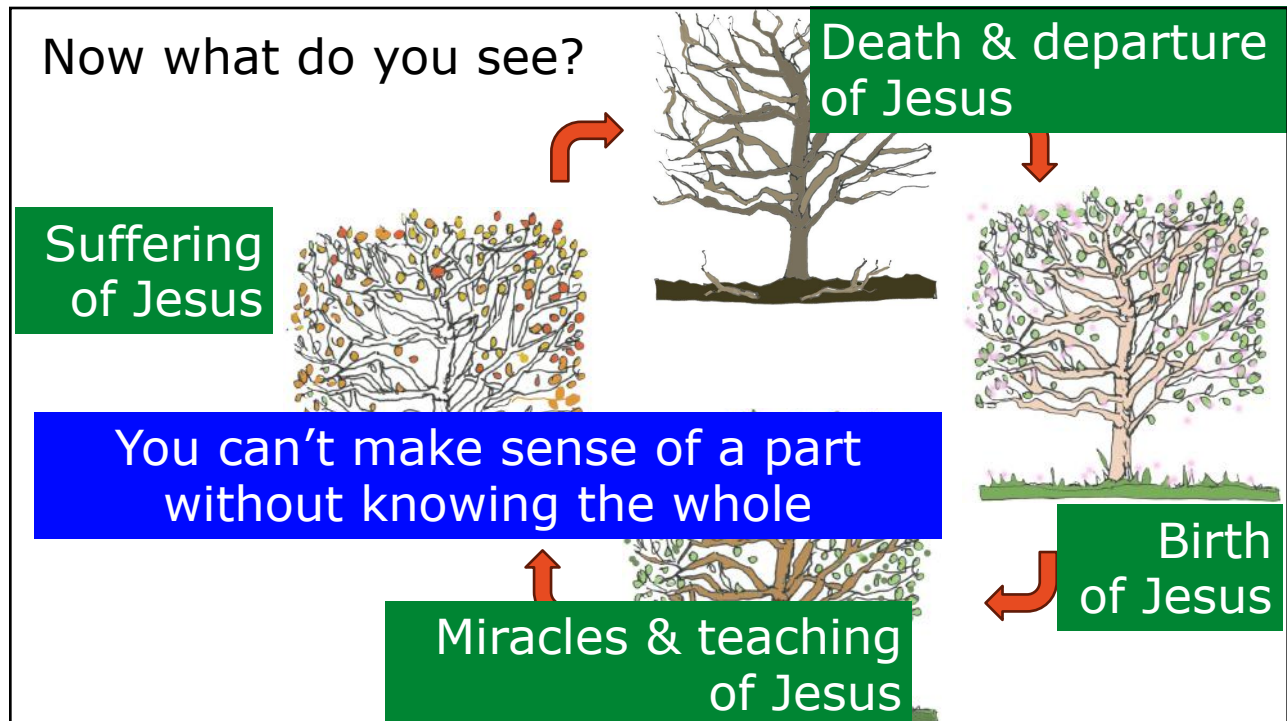 Now what do you see?
Death & departure
of Jesus
Suffering
of Jesus
You can’t make sense of a part
without knowing the whole
Birth
of Jesus
Miracles & teaching
of Jesus